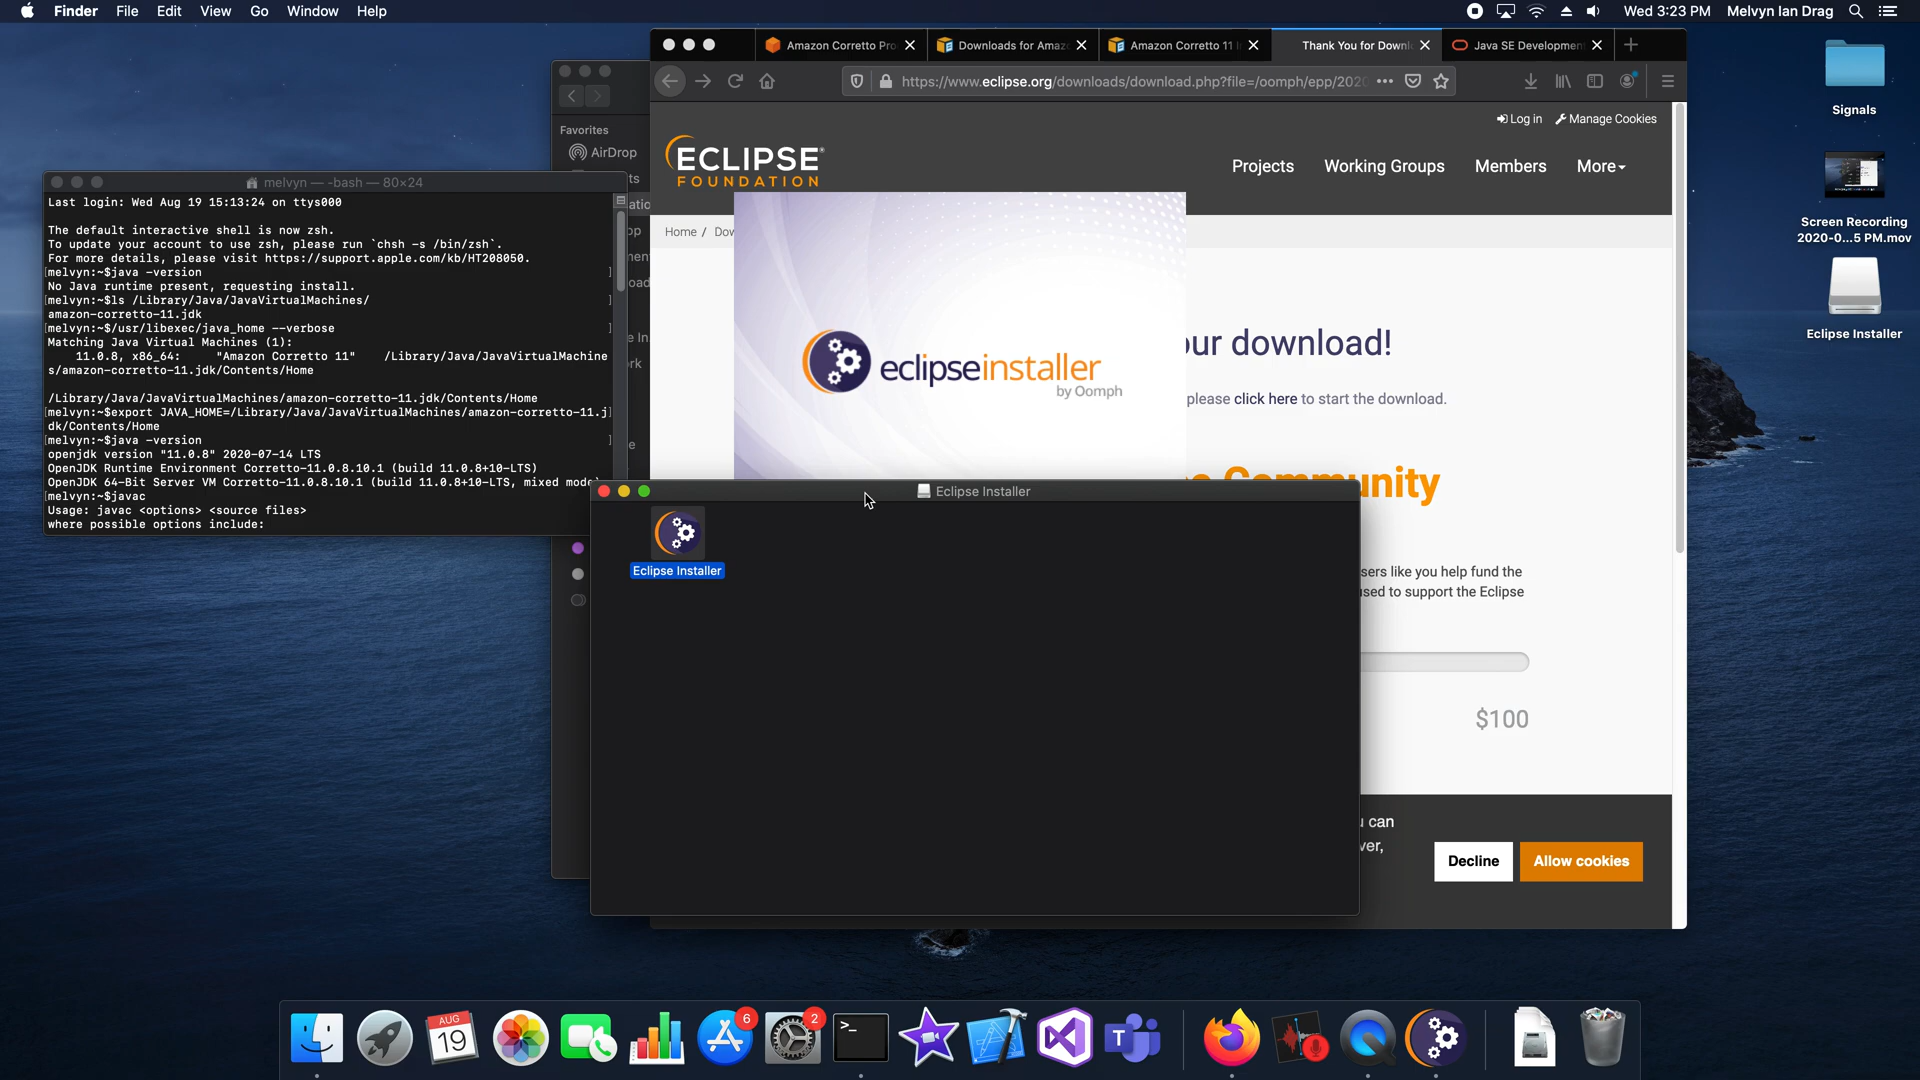 Finder File Edit View Go Window Help
Wed 3:23 PM Melvyn Ian Drag
Amazon Corretto Pro
Downloads for Amaz
Amazon Corretto 11
Thank You for Downl
Java SE Developmen
https://www.eclipse.org/downloads/download.php?file=/oomph/epp/202
Log in Manage Cookies
ECLIPSE
FOUNDATION
Projects Working Groups Members More
Home /
our download!
please click here to start the download.
Community
sers like you help fund the
used to support the Eclipse
$100
can
ver,
Decline
Allow cookies
eclipseinstaller
by Oomph
Favorites
AirDrop
melvyn — -bash — 80×24
Last login: Wed Aug 19 15:13:24 on ttys000
The default interactive shell is now zsh.
To update your account to use zsh, please run `chsh -s /bin/zsh`.
For more details, please visit https://support.apple.com/kb/HT208050.
[melvyn:~$java -version ]
No Java runtime present, requesting install.
[melvyn:~$ls /Library/Java/JavaVirtualMachines/ ]
amazon-corretto-11.jdk
[melvyn:~$/usr/libexec/java_home --verbose ]
Matching Java Virtual Machines (1):
11.0.8, x86_64: "Amazon Corretto 11" /Library/Java/JavaVirtualMachine
s/amazon-corretto-11.jdk/Contents/Home
/Library/Java/JavaVirtualMachines/amazon-corretto-11.jdk/Contents/Home
[melvyn:~$export JAVA_HOME=/Library/Java/JavaVirtualMachines/amazon-corretto-11.j]
dk/Contents/Home
[melvyn:~$java -version ]
openjdk version "11.0.8" 2020-07-14 LTS
OpenJDK Runtime Environment Corretto-11.0.8.10.1 (build 11.0.8+10-LTS)
OpenJDK 64-Bit Server VM Corretto-11.0.8.10.1 (build 11.0.8+10-LTS, mixed mode
[melvyn:~$javac
Usage: javac <options> <source files>
where possible options include:
Eclipse Installer
Eclipse Installer
Signals
Screen Recording
2020-0...5 PM.mov
Eclipse Installer
AUG
19
6
2